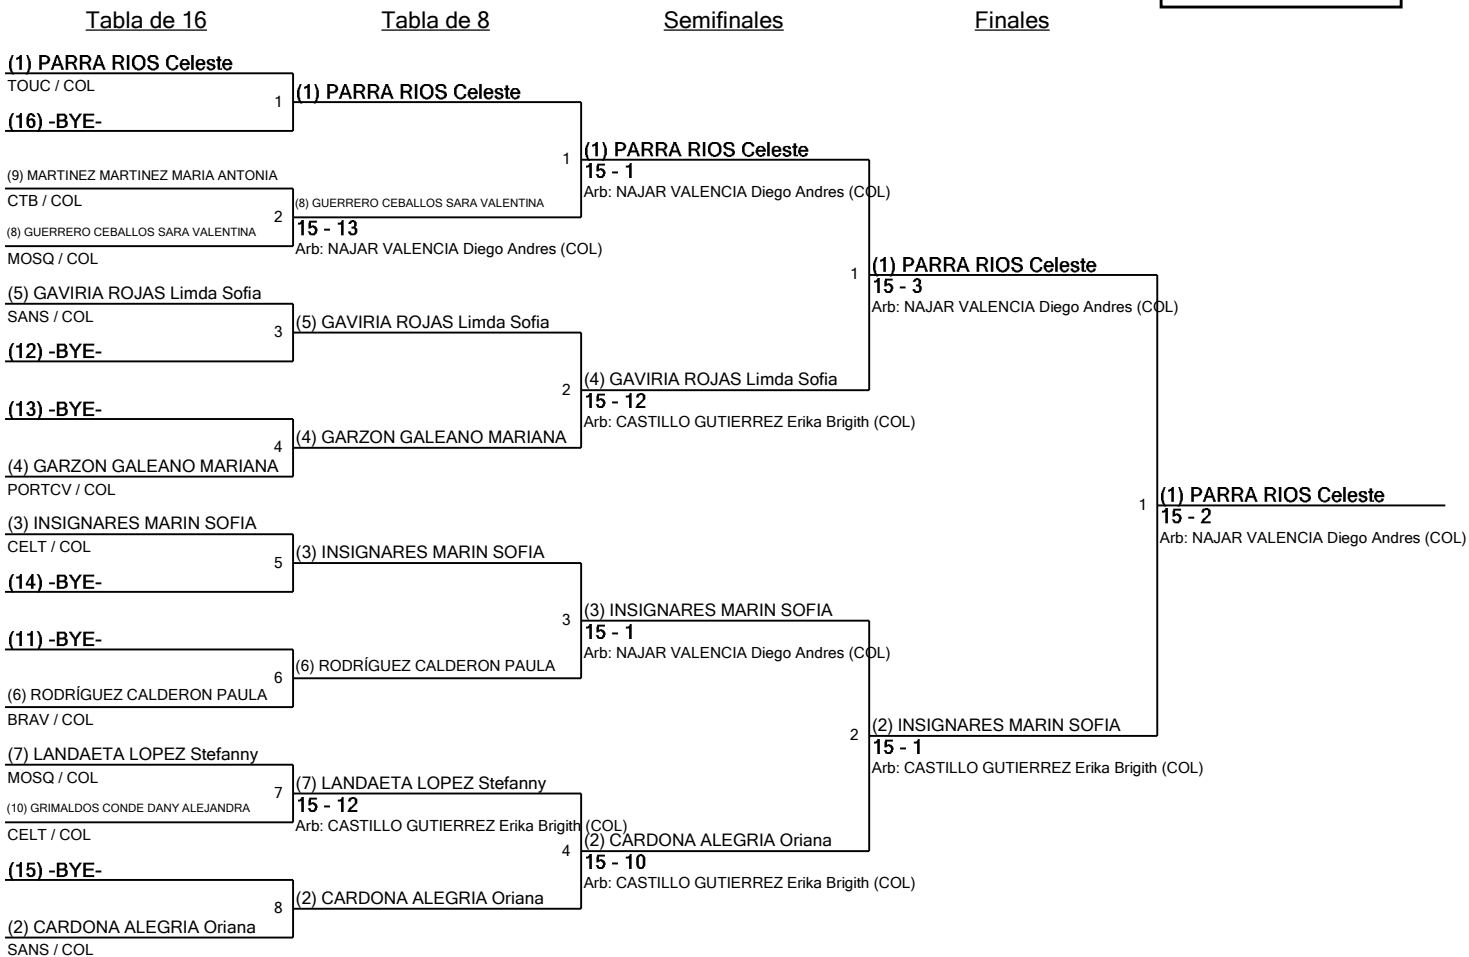 Tabla de 16
Tabla de 8
Semifinales
Finales
(1) PARRA RIOS Celeste
TOUC / COL
1
(16) -BYE-
(9) MARTINEZ MARTINEZ MARIA ANTONIA
CTB / COL
2
(8) GUERRERO CEBALLOS SARA VALENTINA
MOSQ / COL
(5) GAVIRIA ROJAS Limda Sofia
SANS / COL
3
(12) -BYE-
(13) -BYE-
4
(4) GARZON GALEANO MARIANA
PORTCV / COL
(3) INSIGNARES MARIN SOFIA
CELT / COL
5
(14) -BYE-
(11) -BYE-
6
(6) RODRÍGUEZ CALDERON PAULA
BRAV / COL
(7) LANDAETA LOPEZ Stefanny
MOSQ / COL
7
(10) GRIMALDOS CONDE DANY ALEJANDRA
CELT / COL
(15) -BYE-
8
(2) CARDONA ALEGRIA Oriana
SANS / COL
(1) PARRA RIOS Celeste
1
(8) GUERRERO CEBALLOS SARA VALENTINA
15 - 13
Arb: NAJAR VALENCIA Diego Andres (COL)
(5) GAVIRIA ROJAS Limda Sofia
2
(4) GARZON GALEANO MARIANA
(3) INSIGNARES MARIN SOFIA
3
(6) RODRÍGUEZ CALDERON PAULA
(7) LANDAETA LOPEZ Stefanny
15 - 12
Arb: CASTILLO GUTIERREZ Erika Brigith (COL)
4
(2) CARDONA ALEGRIA Oriana
(1) PARRA RIOS Celeste
15 - 1
Arb: NAJAR VALENCIA Diego Andres (COL)
1
(4) GAVIRIA ROJAS Limda Sofia
15 - 12
Arb: CASTILLO GUTIERREZ Erika Brigith (COL)
(3) INSIGNARES MARIN SOFIA
15 - 1
Arb: NAJAR VALENCIA Diego Andres (COL)
2
(2) CARDONA ALEGRIA Oriana
15 - 10
Arb: CASTILLO GUTIERREZ Erika Brigith (COL)
(1) PARRA RIOS Celeste
15 - 3
Arb: NAJAR VALENCIA Diego Andres (COL)
1
(2) INSIGNARES MARIN SOFIA
15 - 1
Arb: CASTILLO GUTIERREZ Erika Brigith (COL)
(1) PARRA RIOS Celeste
15 - 2
Arb: NAJAR VALENCIA Diego Andres (COL)